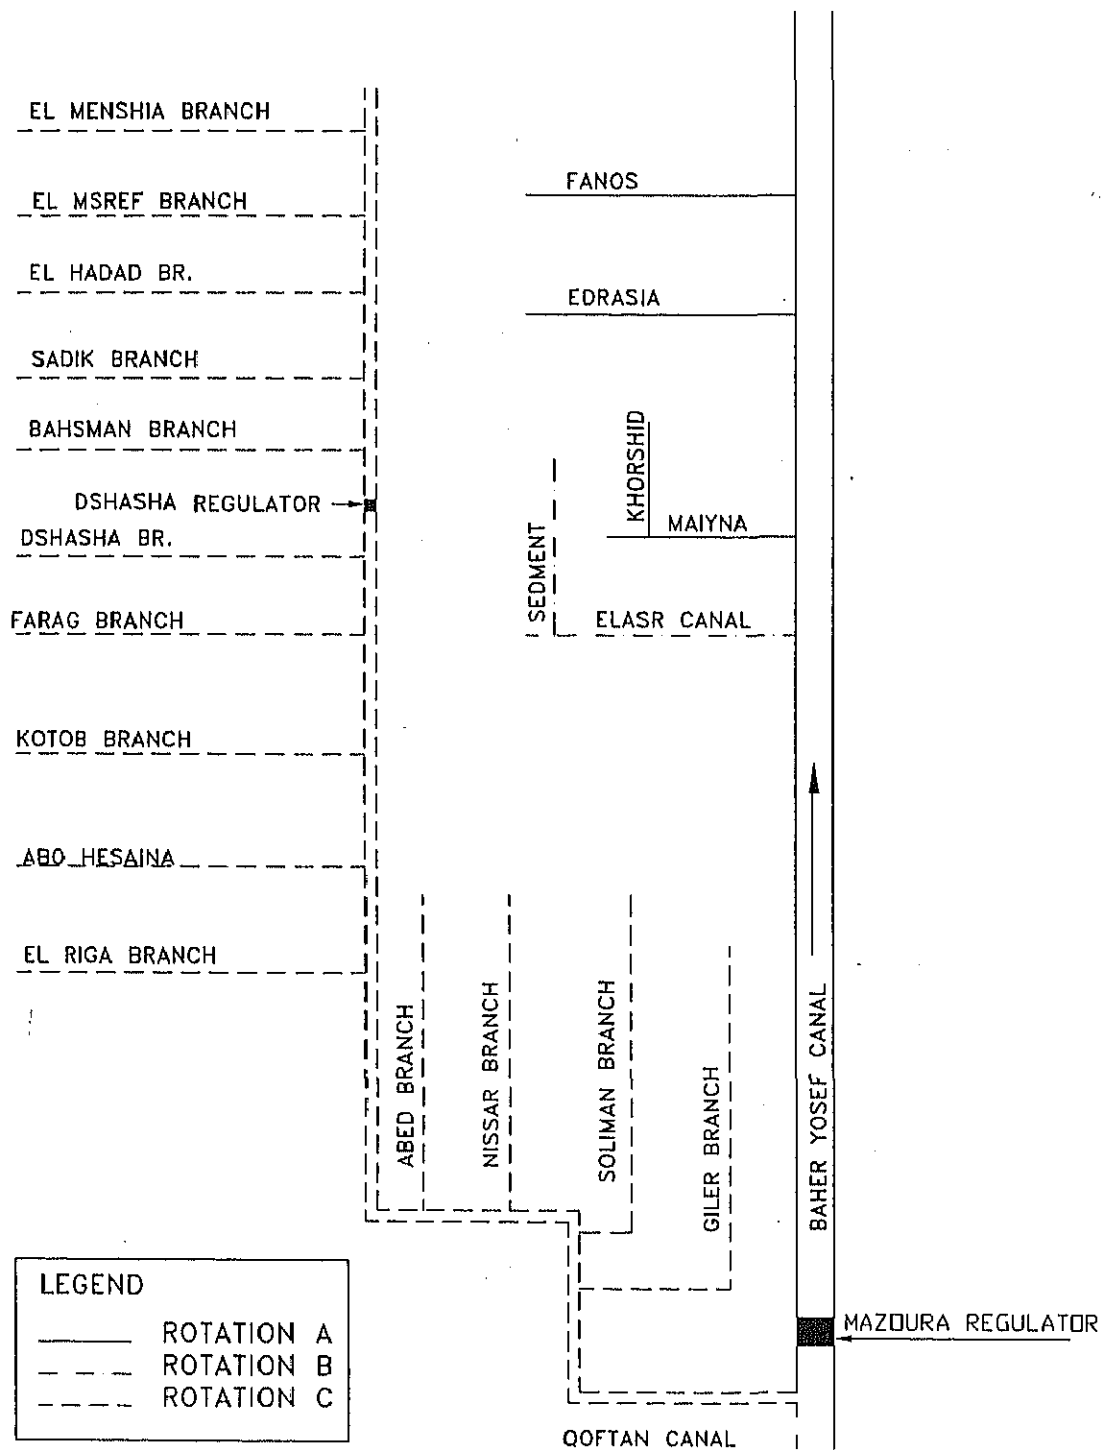 EL MENSHIA BRANCH
EL MSREF BRANCH
EL HADAD BR.
SADIK BRANCH
BAHSMAN BRANCH
DSHASHA REGULATOR
DSHASHA BR.
FARAG BRANCH
KOTOB BRANCH
ABO HESAINA
EL RIGA BRANCH
FANOS
EDRASIA
KHORSHID
MAIYNA
SEDMENT
ELASR CANAL
ABED BRANCH
NISSAR BRANCH
SOLIMAN BRANCH
GILER BRANCH
BAHER YOSEF CANAL
MAZOURA REGULATOR
QOFTAN CANAL
LEGEND
ROTATION A
ROTATION B
ROTATION C